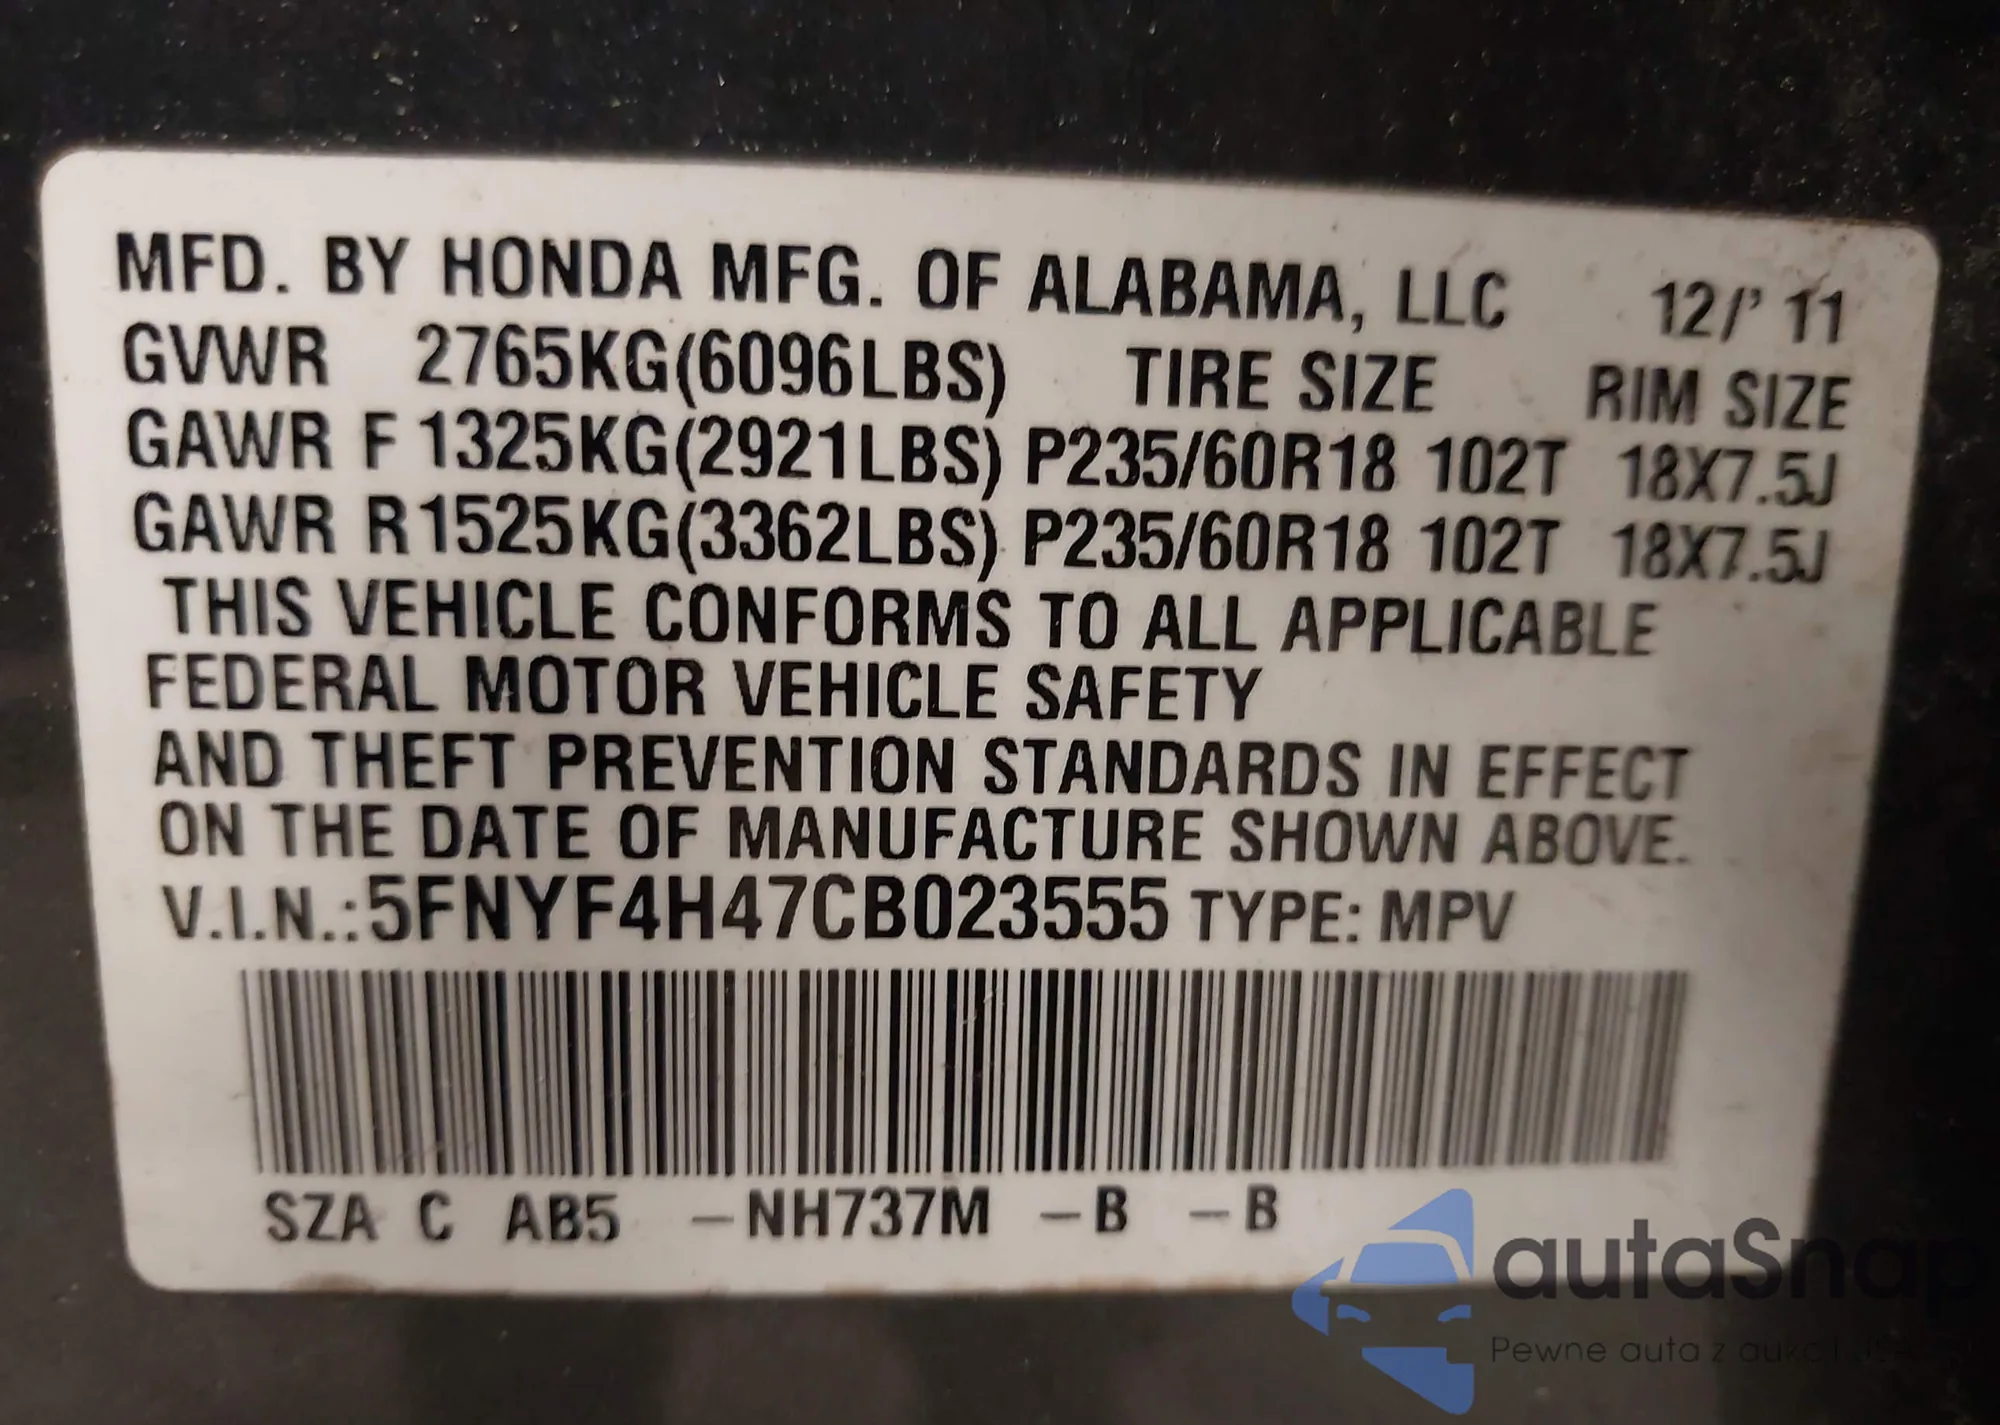 MFD. BY HONDA MFG. OF ALABAMA, LLC 12/' 11
GVWR 2765KG(6096LBS) TIRE SIZE RIM SIZE
GAWR F 1325KG(2921LBS) P235/60R18 102T 18X7.5J
GAWR R 1525KG(3362LBS) P235/60R18 102T 18X7.5J
THIS VEHICLE CONFORMS TO ALL APPLICABLE
FEDERAL MOTOR VEHICLE SAFETY
AND THEFT PREVENTION STANDARDS IN EFFECT
ON THE DATE OF MANUFACTURE SHOWN ABOVE.
V.I.N.:5FNYF4H47CB023555 TYPE: MPV
SZA C AB5 –NH737M –B –B
autaSnap
Pewne auta z